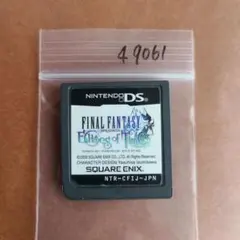 49061
NINTENDO DS
FINAL FANTASY
Echoes of Time
SQUARE ENIX
NTR-CFIJ-JPN